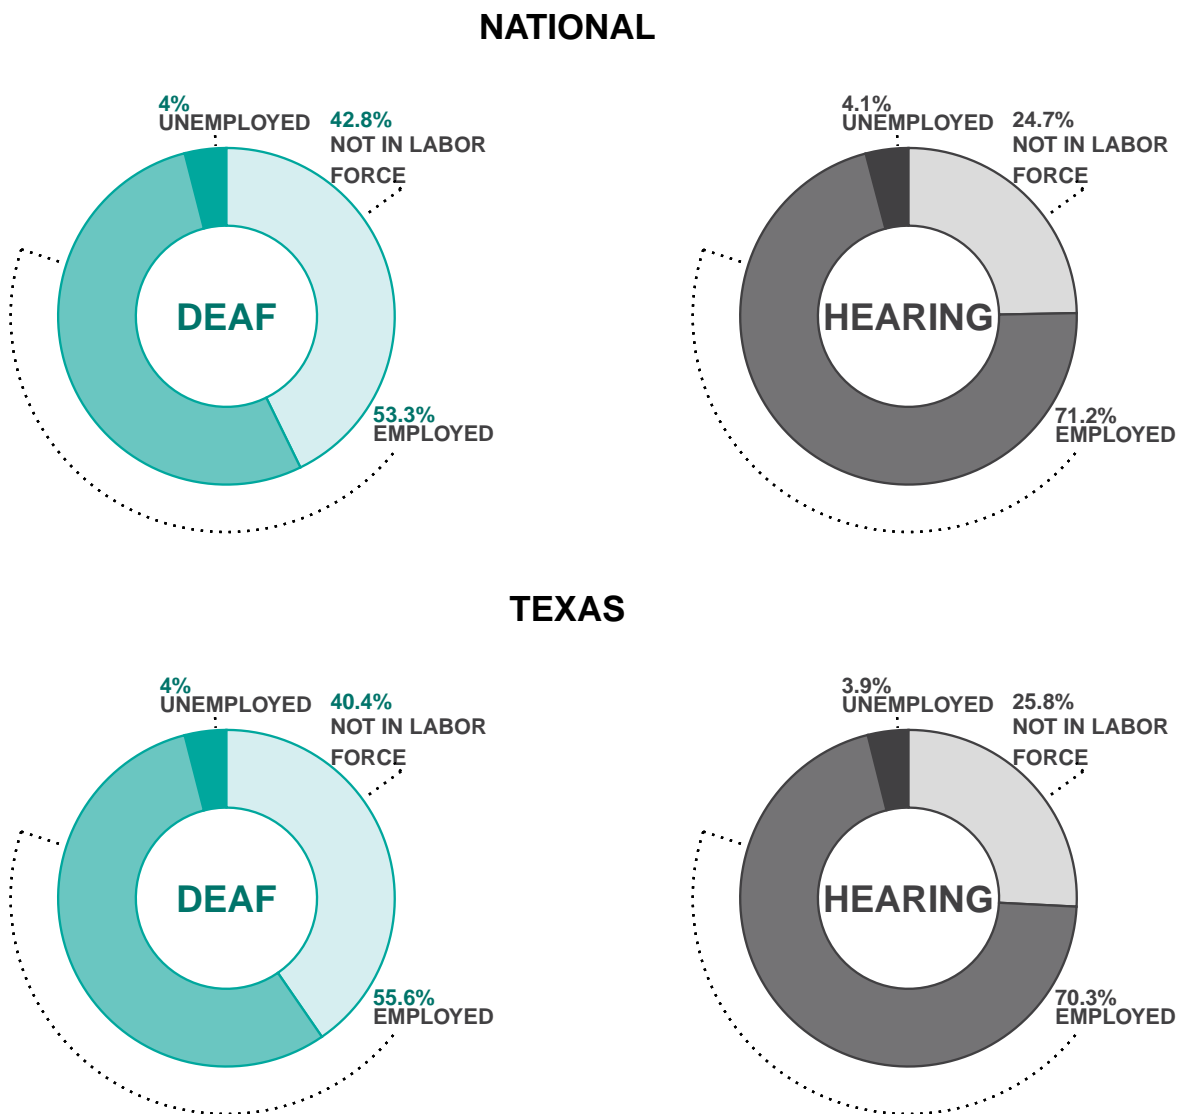 NATIONAL
4%
UNEMPLOYED
42.8%
NOT IN LABOR
FORCE
DEAF
53.3%
EMPLOYED
4.1%
UNEMPLOYED
24.7%
NOT IN LABOR
FORCE
HEARING
71.2%
EMPLOYED
TEXAS
4%
UNEMPLOYED
40.4%
NOT IN LABOR
FORCE
DEAF
55.6%
EMPLOYED
3.9%
UNEMPLOYED
25.8%
NOT IN LABOR
FORCE
HEARING
70.3%
EMPLOYED